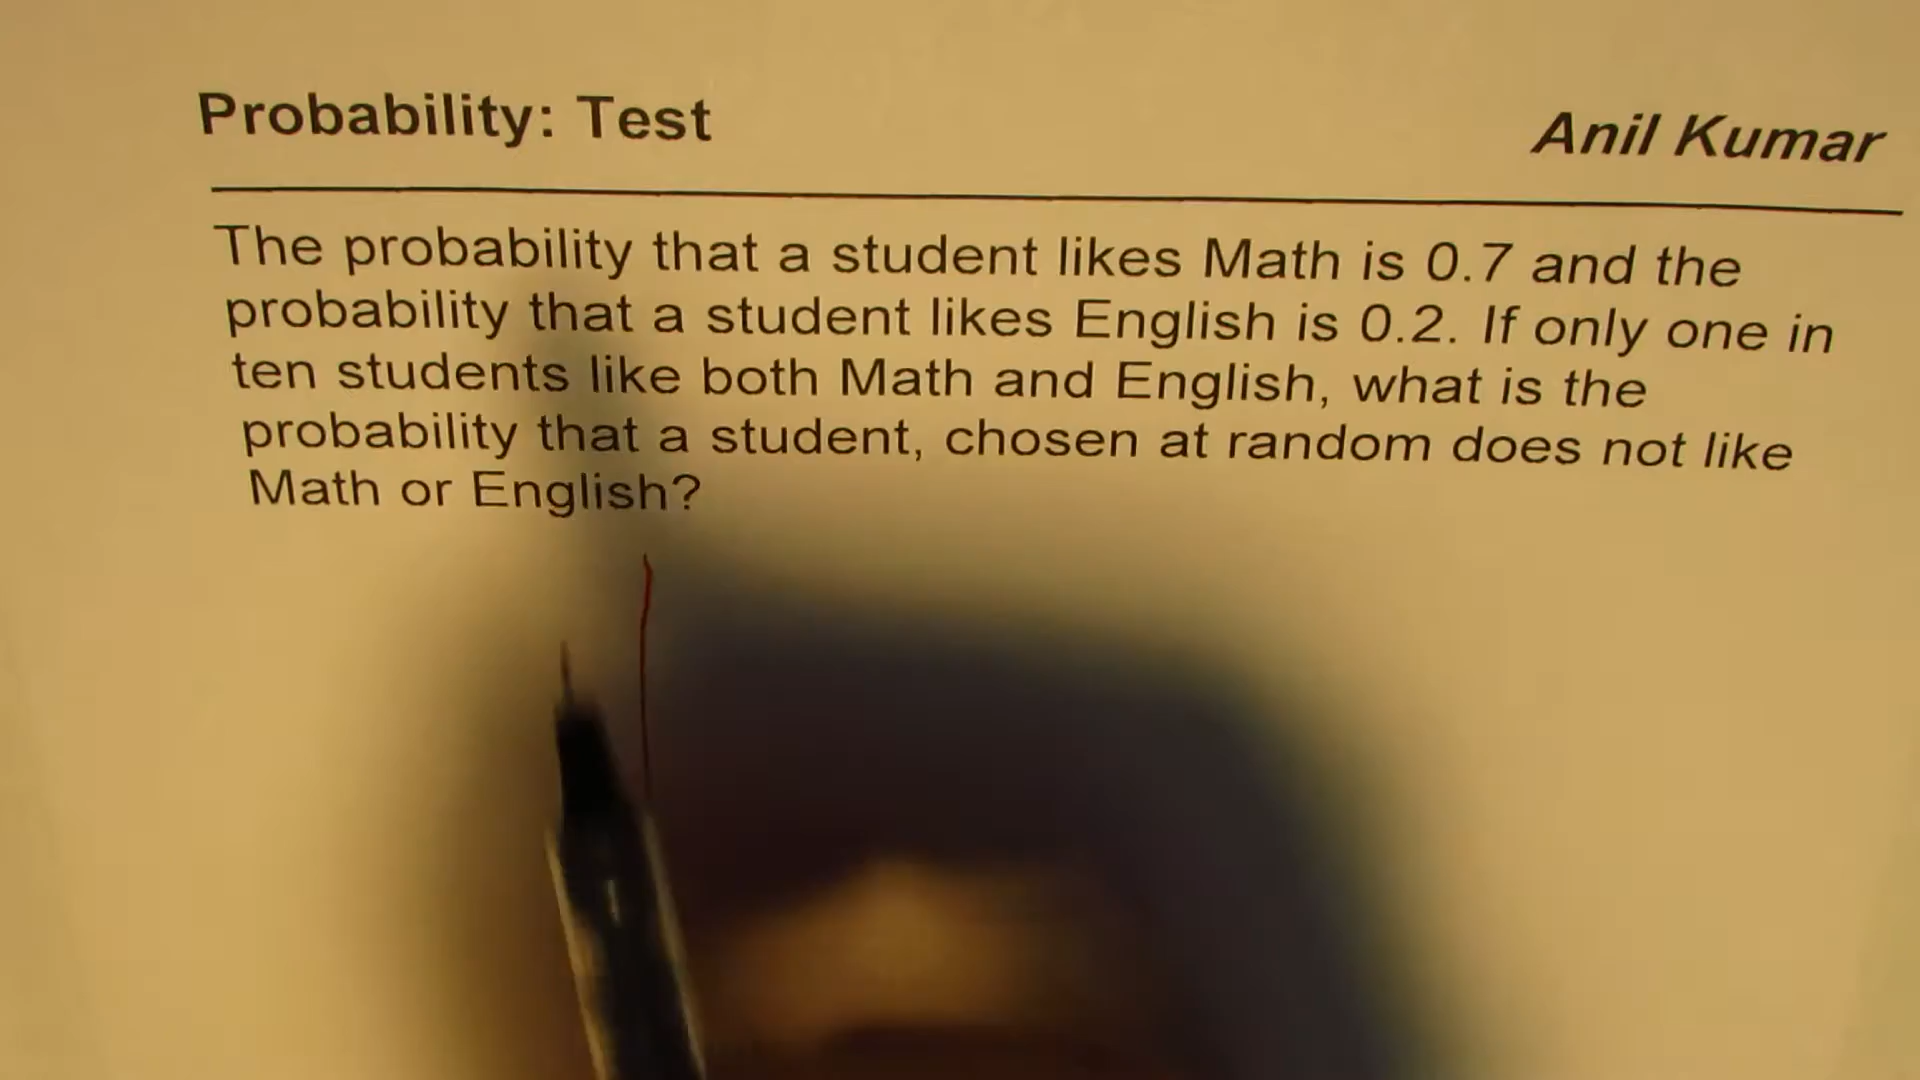 Probability: Test
Anil Kumar
The probability that a student likes Math is 0.7 and the
probability that a student likes English is 0.2. If only one in
ten students like both Math and English, what is the
probability that a student, chosen at random does not like
Math or English?